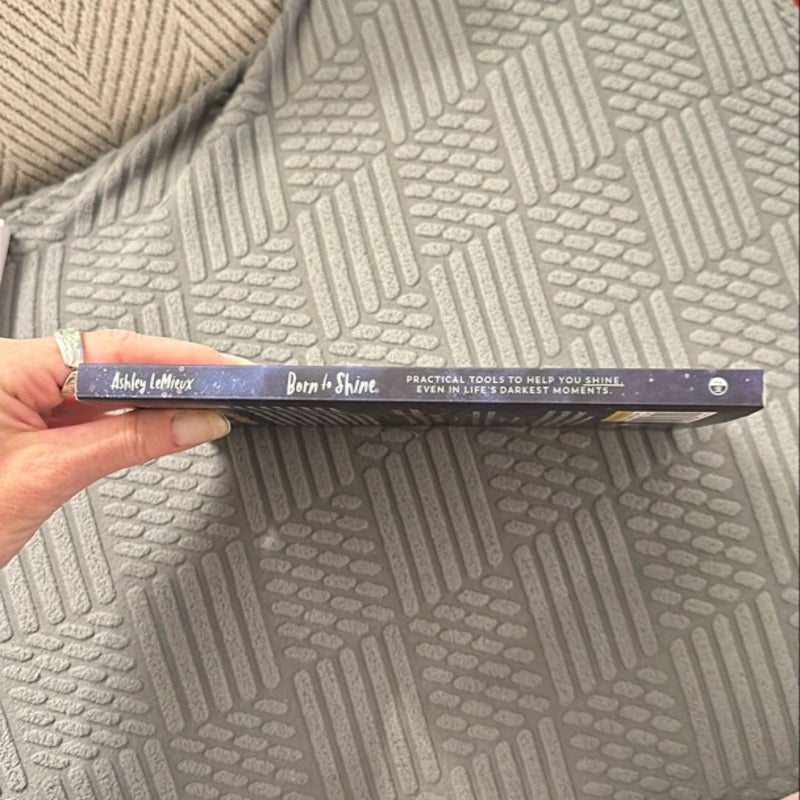 Ashley LeMieux
Born to Shine
PRACTICAL TOOLS TO HELP YOU SHINE,
EVEN IN LIFE'S DARKEST MOMENTS.